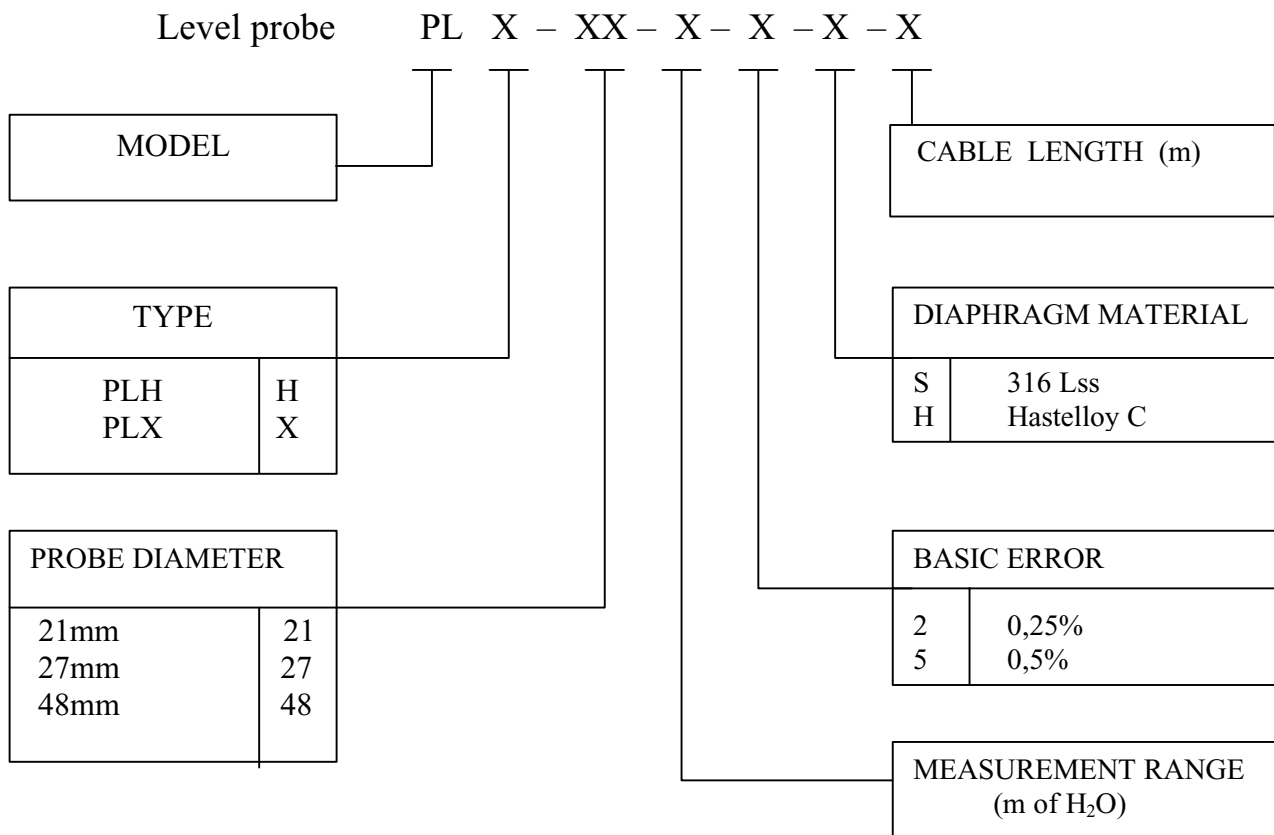 Level probe PL X – XX – X – X – X – X
MODEL
CABLE LENGTH (m)
TYPE
PLH H
PLX X
DIAPHRAGM MATERIAL
S 316 Lss
H Hastelloy C
PROBE DIAMETER
21mm 21
27mm 27
48mm 48
BASIC ERROR
2 0,25%
5 0,5%
MEASUREMENT RANGE
(m of H₂O)